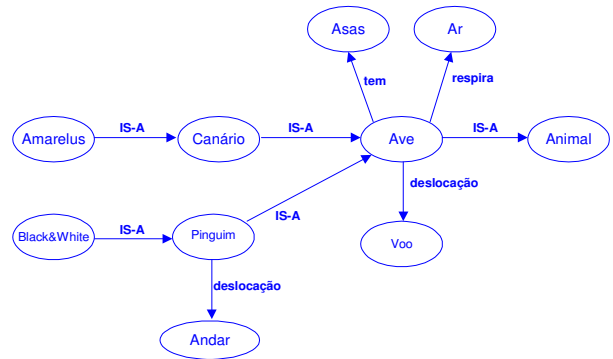 Asas
Ar
tem
respira
Amarelus
IS-A
Canário
IS-A
Ave
IS-A
Animal
deslocação
IS-A
Black&White
IS-A
Pinguim
Voo
deslocação
Andar